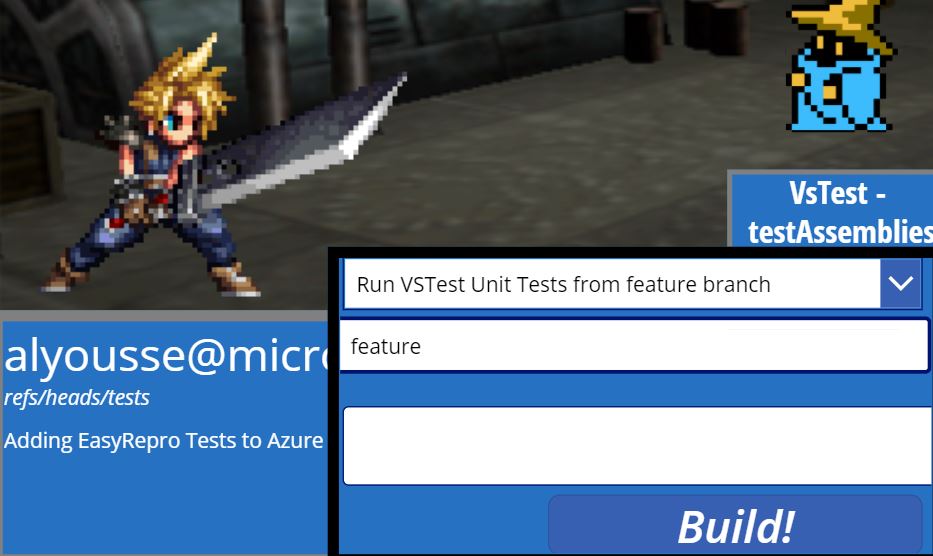 VsTest -
testAssemblies
Run VSTest Unit Tests from feature branch
feature
alyousse@micro
refs/heads/tests
Adding EasyRepro Tests to Azure
Build!